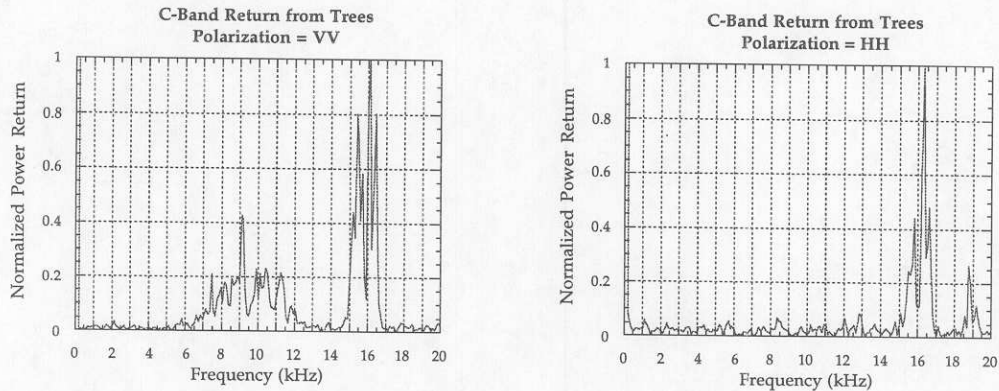 C-Band Return from Trees
Polarization = VV
Normalized Power Return
1
0.8
0.6
0.4
0.2
0
0 2 4 6 8 10 12 14 16 18 20
Frequency (kHz)
C-Band Return from Trees
Polarization = HH
Normalized Power Return
1
0.8
0.6
0.4
0.2
0
0 2 4 6 8 10 12 14 16 18 20
Frequency (kHz)